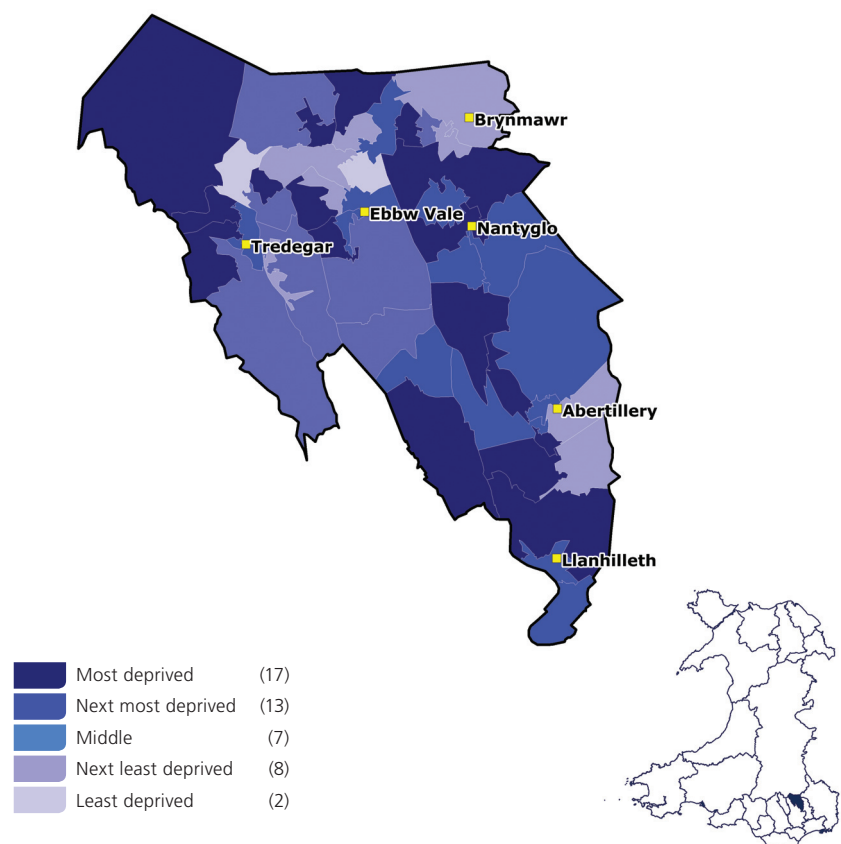 Brynmawr
Ebbw Vale
Nantyglo
Tredegar
Abertillery
Llanhilleth
Most deprived (17)
Next most deprived (13)
Middle (7)
Next least deprived (8)
Least deprived (2)